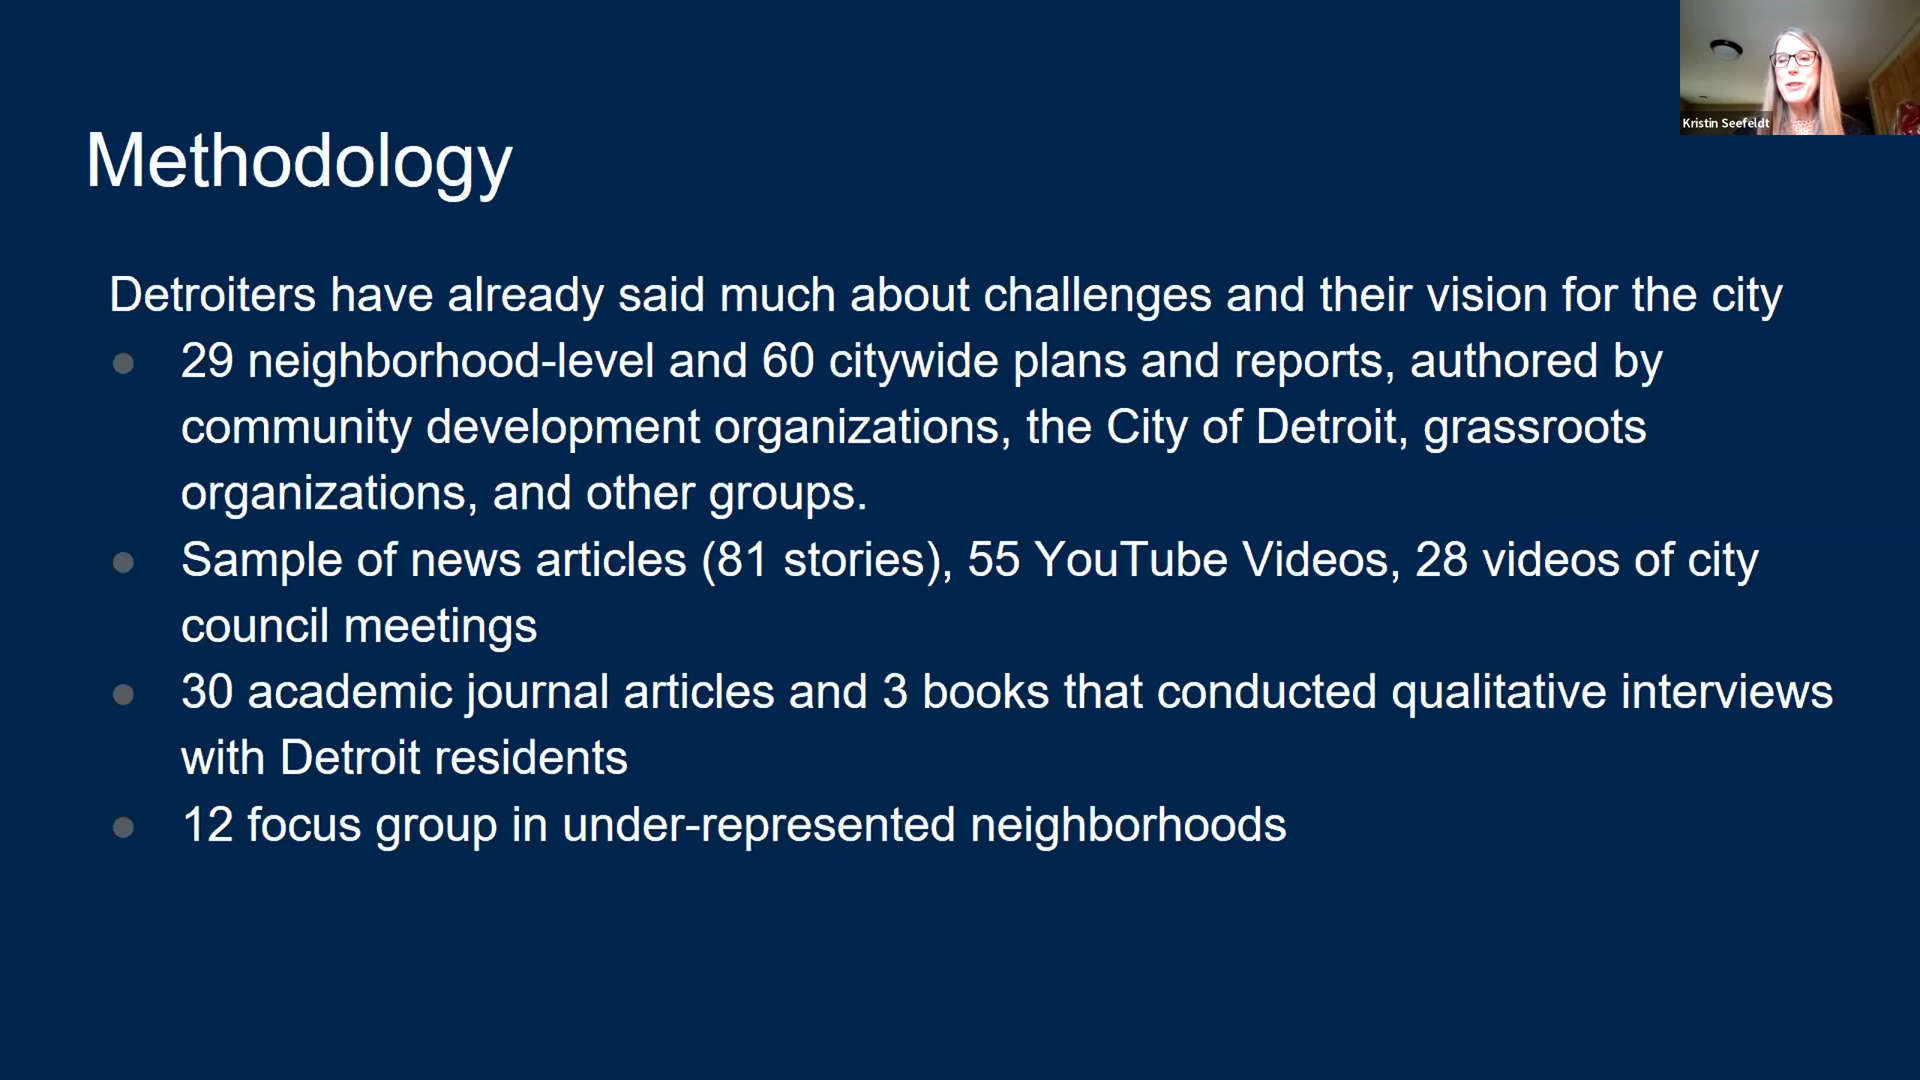 Kristin Seefeldt
Methodology
Detroiters have already said much about challenges and their vision for the city
29 neighborhood-level and 60 citywide plans and reports, authored by
community development organizations, the City of Detroit, grassroots
organizations, and other groups.
Sample of news articles (81 stories), 55 YouTube Videos, 28 videos of city
council meetings
30 academic journal articles and 3 books that conducted qualitative interviews
with Detroit residents
12 focus group in under-represented neighborhoods